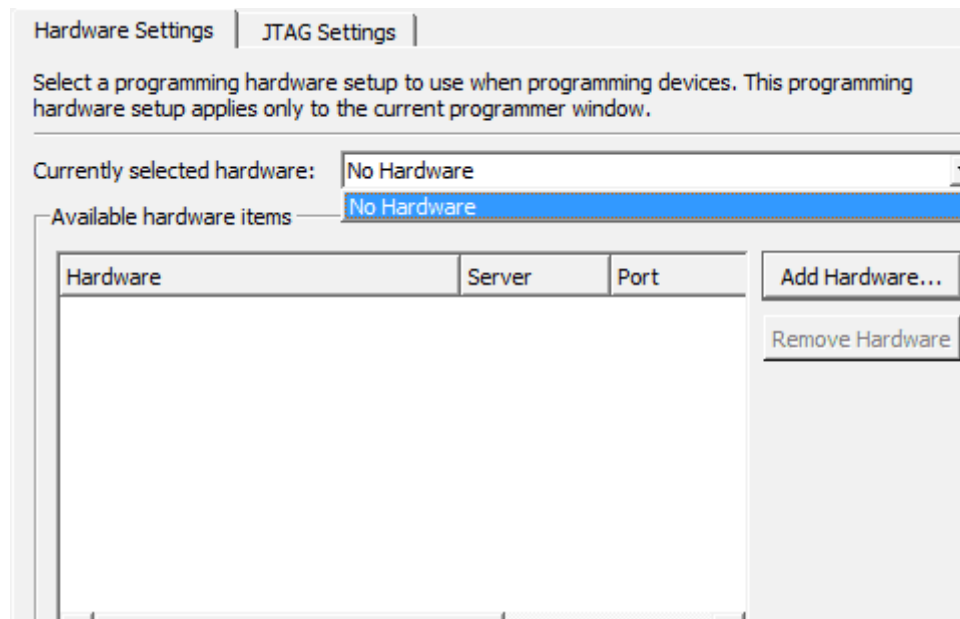 Hardware Settings
JTAG Settings
Select a programming hardware setup to use when programming devices. This programming
hardware setup applies only to the current programmer window.
Currently selected hardware:
No Hardware
No Hardware
Available hardware items
Hardware
Server
Port
Add Hardware...
Remove Hardware